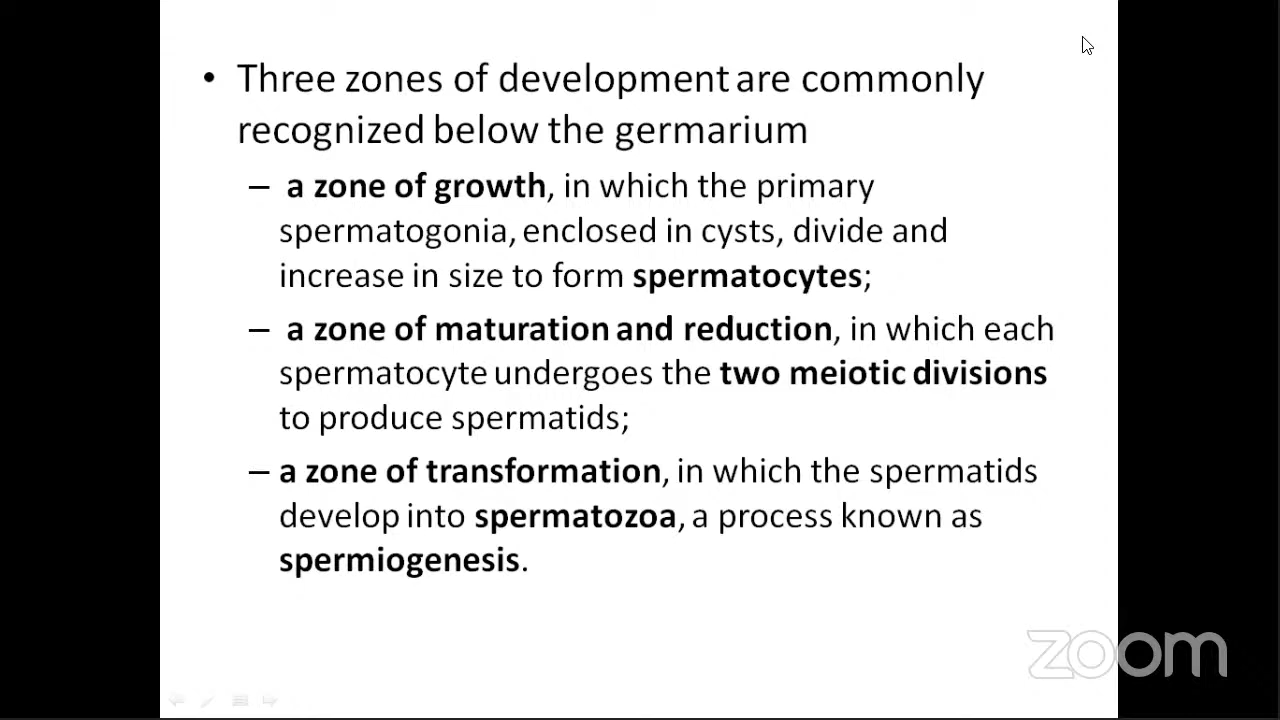 • Three zones of development are commonly
recognized below the germarium
– a zone of growth, in which the primary
spermatogonia, enclosed in cysts, divide and
increase in size to form spermatocytes;
– a zone of maturation and reduction, in which each
spermatocyte undergoes the two meiotic divisions
to produce spermatids;
– a zone of transformation, in which the spermatids
develop into spermatozoa, a process known as
spermiogenesis.
zoom